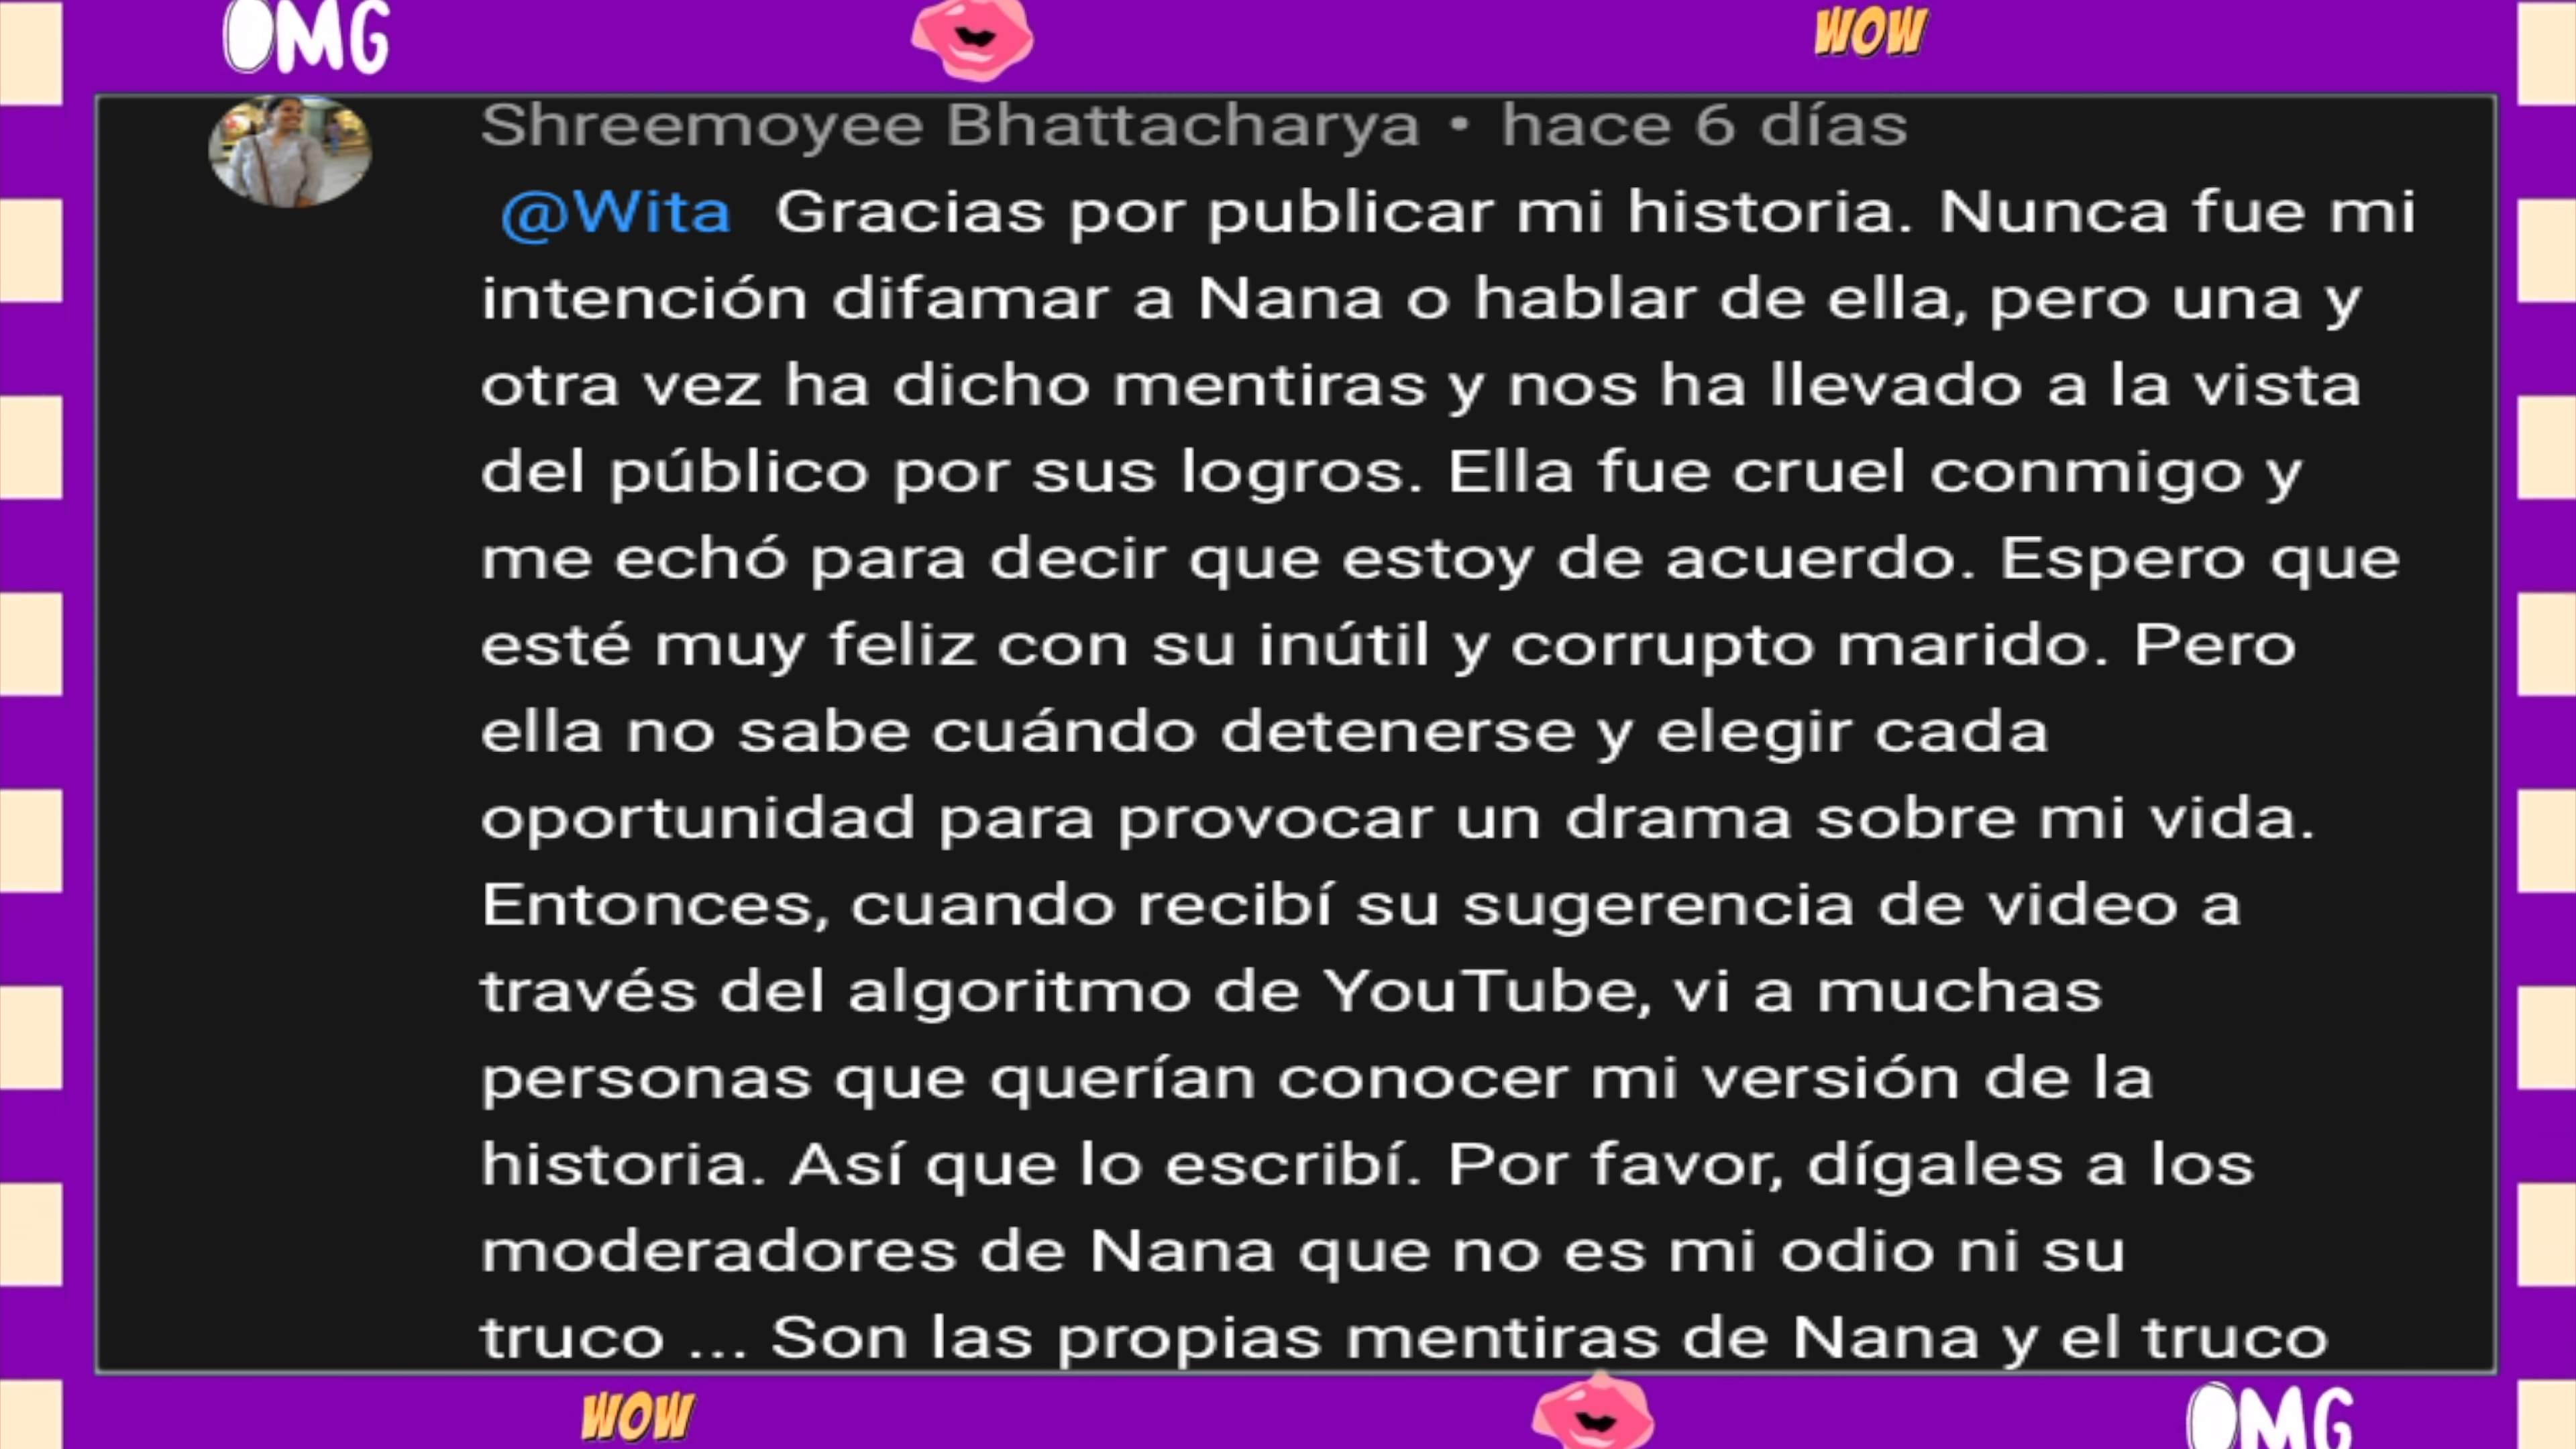 OMG
WOW
Shreemoyee Bhattacharya • hace 6 días
@Wita Gracias por publicar mi historia. Nunca fue mi
intención difamar a Nana o hablar de ella, pero una y
otra vez ha dicho mentiras y nos ha llevado a la vista
del público por sus logros. Ella fue cruel conmigo y
me echó para decir que estoy de acuerdo. Espero que
esté muy feliz con su inútil y corrupto marido. Pero
ella no sabe cuándo detenerse y elegir cada
oportunidad para provocar un drama sobre mi vida.
Entonces, cuando recibí su sugerencia de video a
través del algoritmo de YouTube, vi a muchas
personas que querían conocer mi versión de la
historia. Así que lo escribí. Por favor, dígales a los
moderadores de Nana que no es mi odio ni su
truco ... Son las propias mentiras de Nana y el truco
WOW
OMG